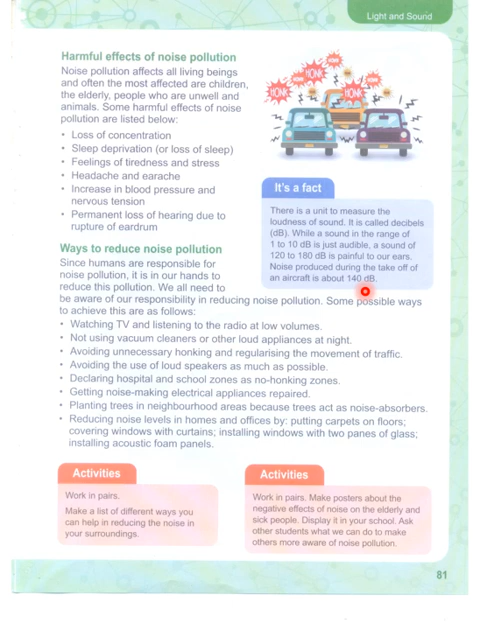 Light and Sound
Harmful effects of noise pollution
Noise pollution affects all living beings
and often the most affected are children,
the elderly, people who are unwell and
animals. Some harmful effects of noise
pollution are listed below:
• Loss of concentration
• Sleep deprivation (or loss of sleep)
• Feelings of tiredness and stress
• Headache and earache
• Increase in blood pressure and
nervous tension
• Permanent loss of hearing due to
rupture of eardrum
HONK
HONK
HONK
HONK
HONK
It's a fact
There is a unit to measure the
loudness of sound. It is called decibels
(dB). While a sound in the range of
1 to 10 dB is just audible, a sound of
120 to 180 dB is painful to our ears.
Noise produced during the take off of
an aircraft is about 140 dB.
Ways to reduce noise pollution
Since humans are responsible for
noise pollution, it is in our hands to
reduce this pollution. We all need to
be aware of our responsibility in reducing noise pollution. Some possible ways
to achieve this are as follows:
• Watching TV and listening to the radio at low volumes.
• Not using vacuum cleaners or other loud appliances at night.
• Avoiding unnecessary honking and regularising the movement of traffic.
• Avoiding the use of loud speakers as much as possible.
• Declaring hospital and school zones as no-honking zones.
• Getting noise-making electrical appliances repaired.
• Planting trees in neighbourhood areas because trees act as noise-absorbers.
• Reducing noise levels in homes and offices by: putting carpets on floors;
covering windows with curtains; installing windows with two panes of glass;
installing acoustic foam panels.
Activities
Work in pairs.
Make a list of different ways you
can help in reducing the noise in
your surroundings.
Activities
Work in pairs. Make posters about the
negative effects of noise on the elderly and
sick people. Display it in your school. Ask
other students what we can do to make
others more aware of noise pollution.
81